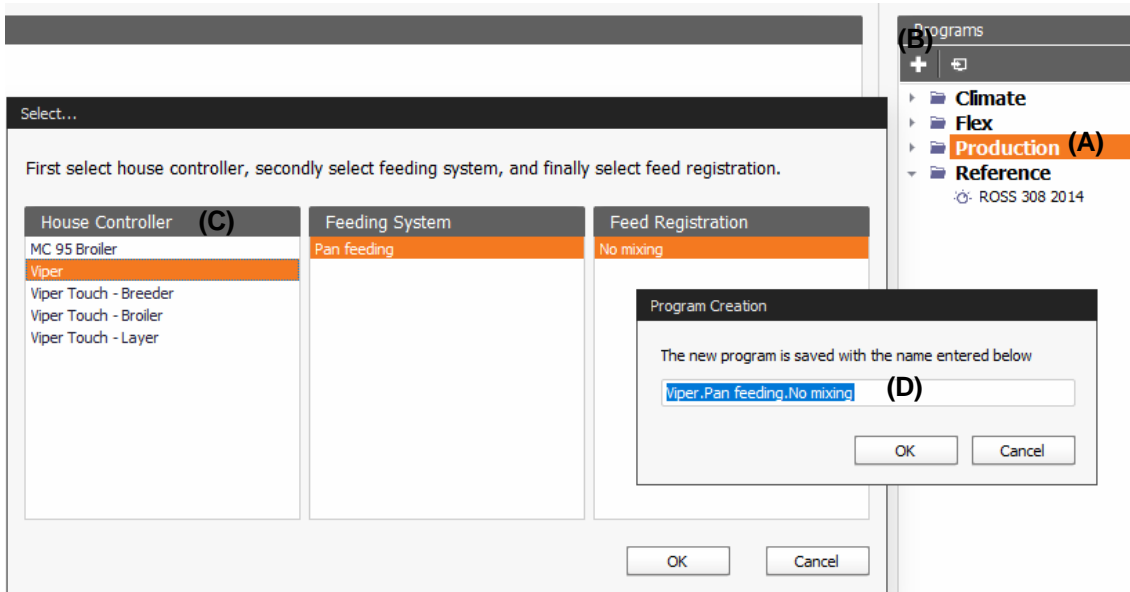 Programs
(B)
Climate
Flex
Production (A)
Reference
ROSS 308 2014
Select...
First select house controller, secondly select feeding system, and finally select feed registration.
House Controller (C)
MC 95 Broiler
Viper
Viper Touch - Breeder
Viper Touch - Broiler
Viper Touch - Layer
Feeding System
Pan feeding
Feed Registration
No mixing
Program Creation
The new program is saved with the name entered below
Viper.Pan feeding.No mixing (D)
OK Cancel
OK Cancel